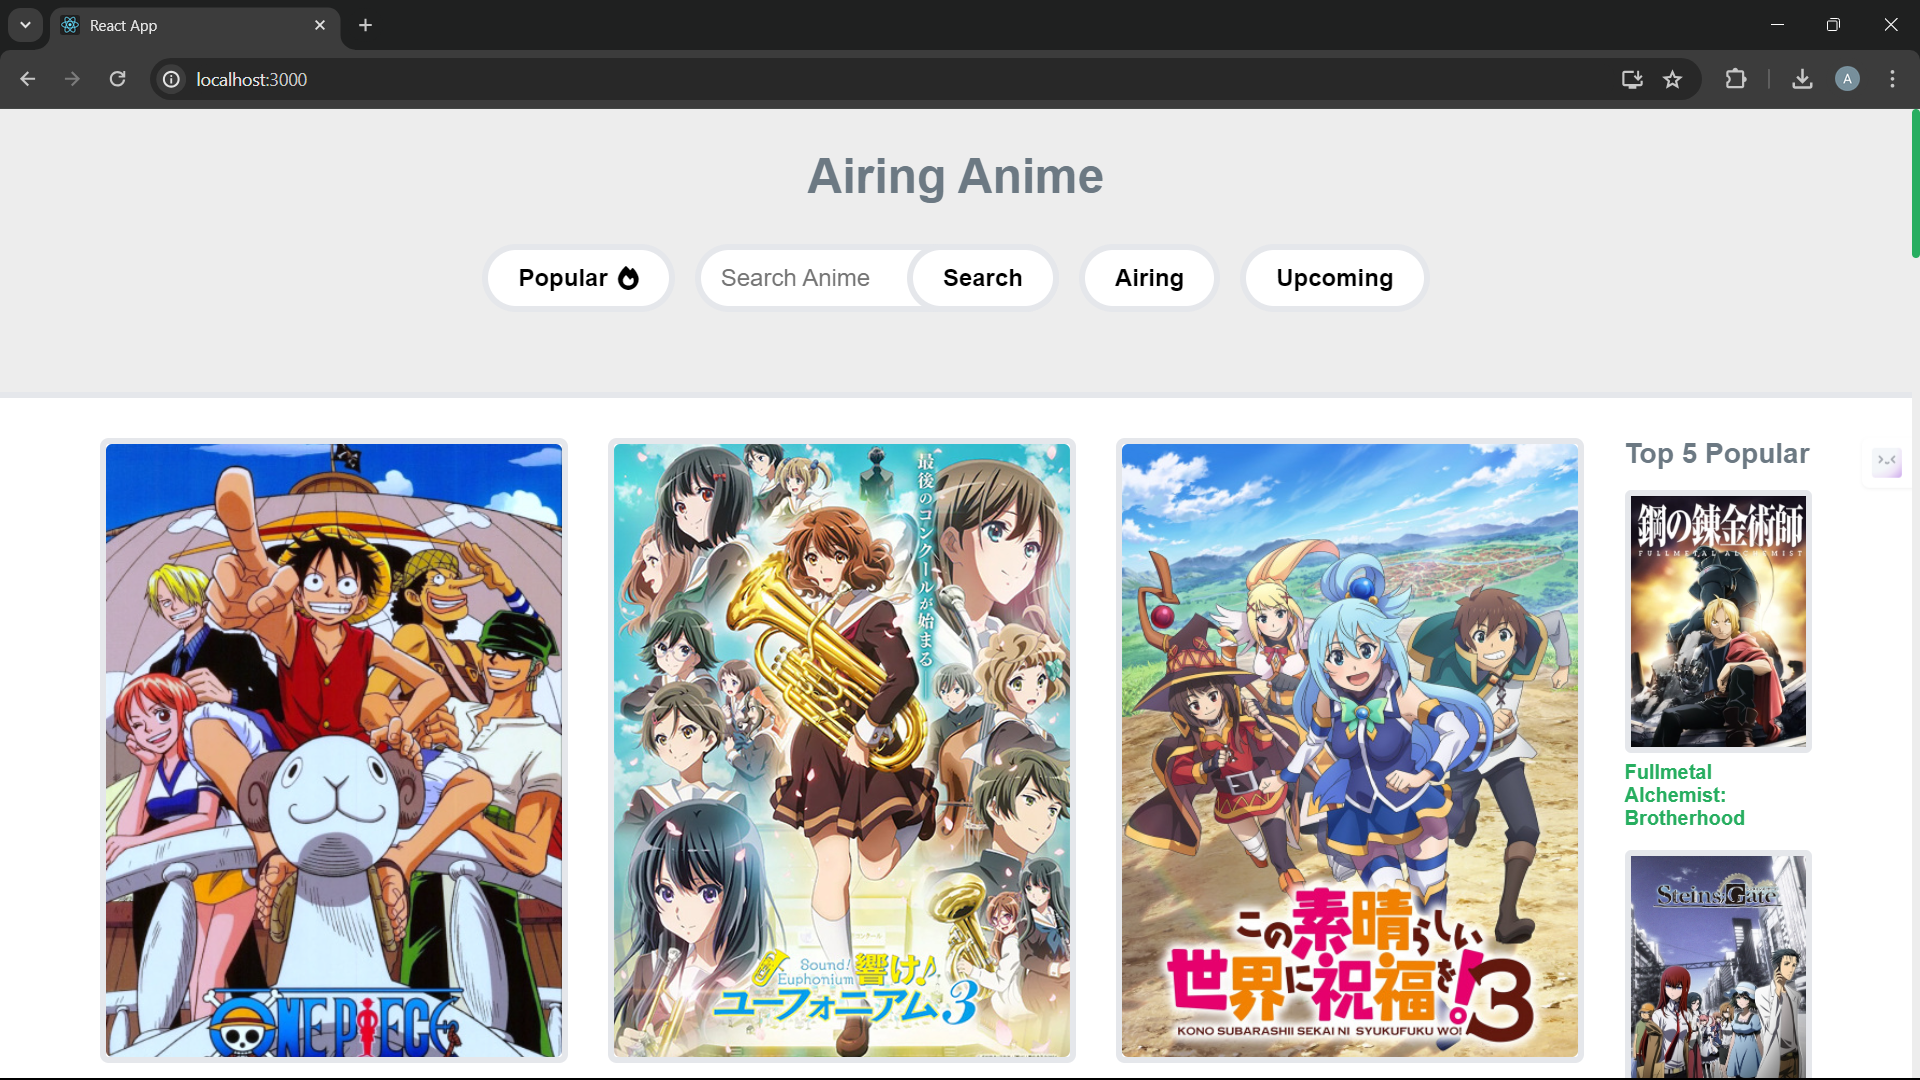 React App
localhost:3000
A
Airing Anime
Popular
Search Anime
Search
Airing
Upcoming
最後のコンクールが始まる
Sound!
Euphonium
響け!
ユーフォニアム3
ONE PIECE
この素晴らしい
世界に祝福を!3
KONO SUBARASHII SEKAI NI SYUKUFUKU WO!
Top 5 Popular
鋼の錬金術師
FULLMETAL ALCHEMIST
Fullmetal
Alchemist:
Brotherhood
Steins;Gate